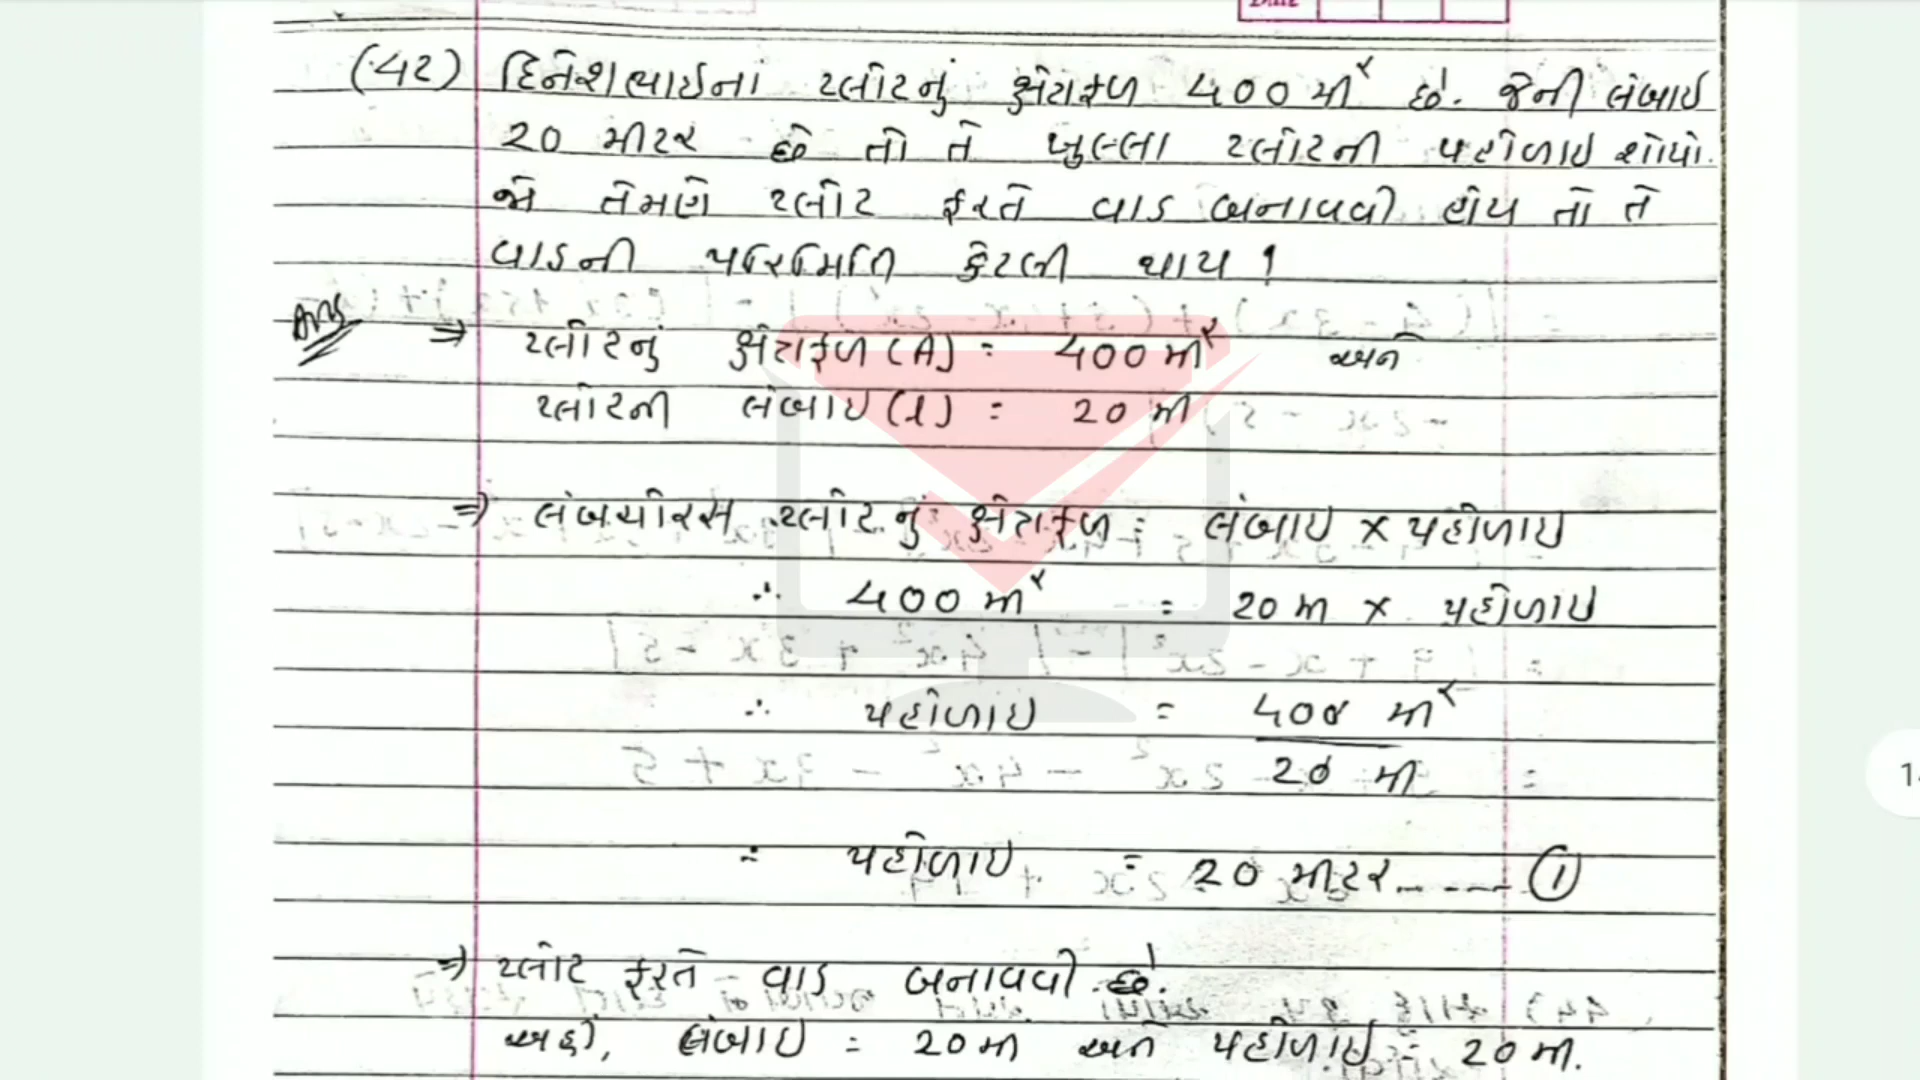 (42) દિનેશભાઇનાં પ્લોટનું ક્ષેત્રફળ 400 મી² છે. જેની લંબાઇ
20 મીટર છે તો તે ખુલ્લા પ્લોટની પહોળાઇ શોધો.
જો તેમણે પ્લોટ ફરતે વાડ બનાવવી હોય તો તે
વાડની પરિમિતિ કેટલી થાય ?
Ans
⇒ પ્લોટનું ક્ષેત્રફળ (A) = 400 મી² અને
પ્લોટની લંબાઇ (l) = 20 મી
⇒ લંબચોરસ પ્લોટનું ક્ષેત્રફળ = લંબાઇ × પહોળાઇ
∴ 400 મી² = 20 મી × પહોળાઇ
∴ પહોળાઇ = 400 મી²
20 મી
∴ પહોળાઇ = 20 મીટર ------ ①
⇒ પ્લોટ ફરતે વાડ બનાવવી છે.
અહીં, લંબાઇ = 20 મી અને પહોળાઇ = 20 મી.